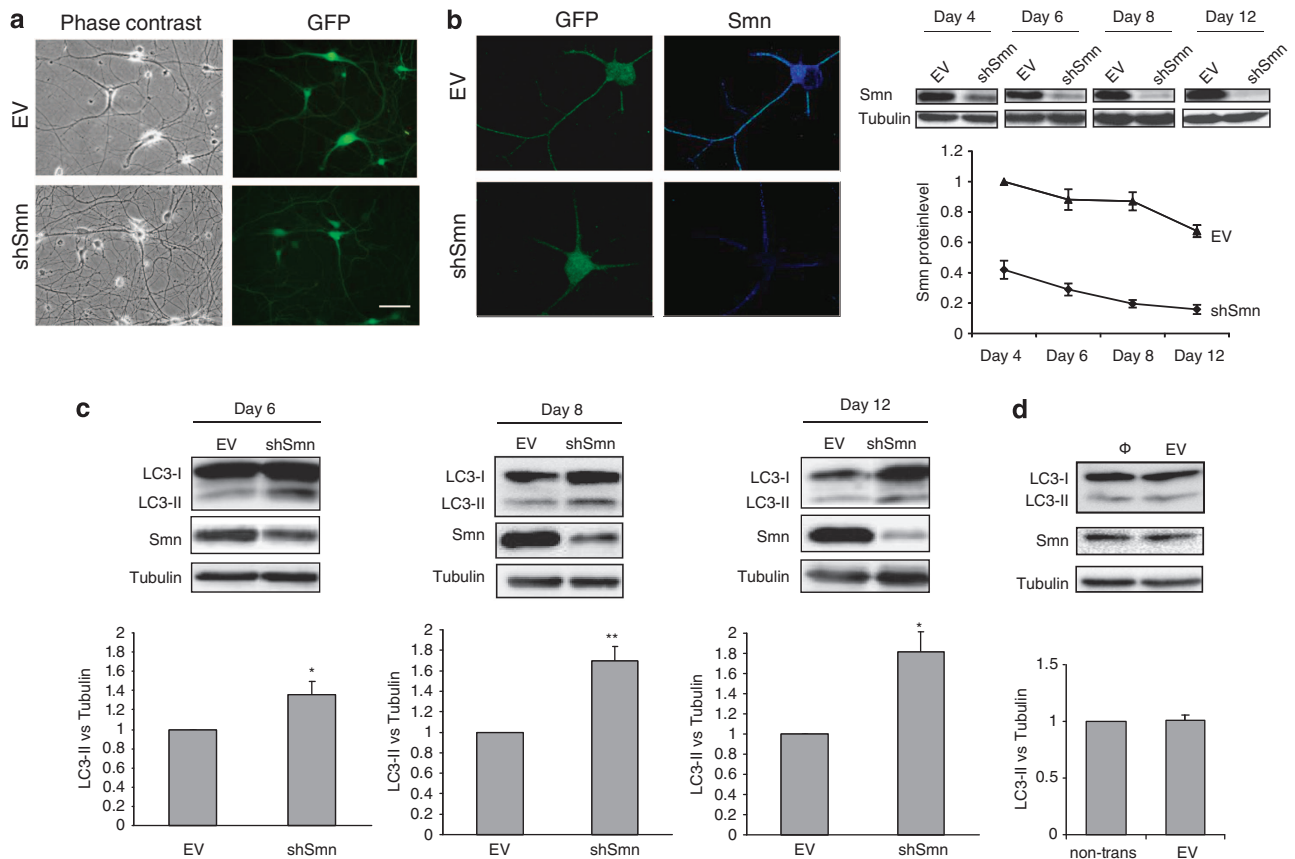 a
Phase contrast
GFP
EV
shSmn
b
GFP
Smn
EV
shSmn
Day 4
Day 6
Day 8
Day 12
EV
shSmn
EV
shSmn
EV
shSmn
EV
shSmn
Smn
Tubulin
Smn proteinlevel
1.2
1
0.8
0.6
0.4
0.2
0
EV
shSmn
Day 4
Day 6
Day 8
Day 12
c
Day 6
EV
shSmn
LC3-I
LC3-II
Smn
Tubulin
LC3-II vs Tubulin
2
1.8
1.6
1.4
1.2
1
0.8
0.6
0.4
0.2
0
*
EV
shSmn
Day 8
EV
shSmn
LC3-I
LC3-II
Smn
Tubulin
LC3-II vs Tubulin
2
1.8
1.6
1.4
1.2
1
0.8
0.6
0.4
0.2
0
**
EV
shSmn
Day 12
EV
shSmn
LC3-I
LC3-II
Smn
Tubulin
LC3-II vs Tubulin
2
1.8
1.6
1.4
1.2
1
0.8
0.6
0.4
0.2
0
*
EV
shSmn
d
Φ
EV
LC3-I
LC3-II
Smn
Tubulin
LC3-II vs Tubulin
1.5
1
0.5
0
non-trans
EV